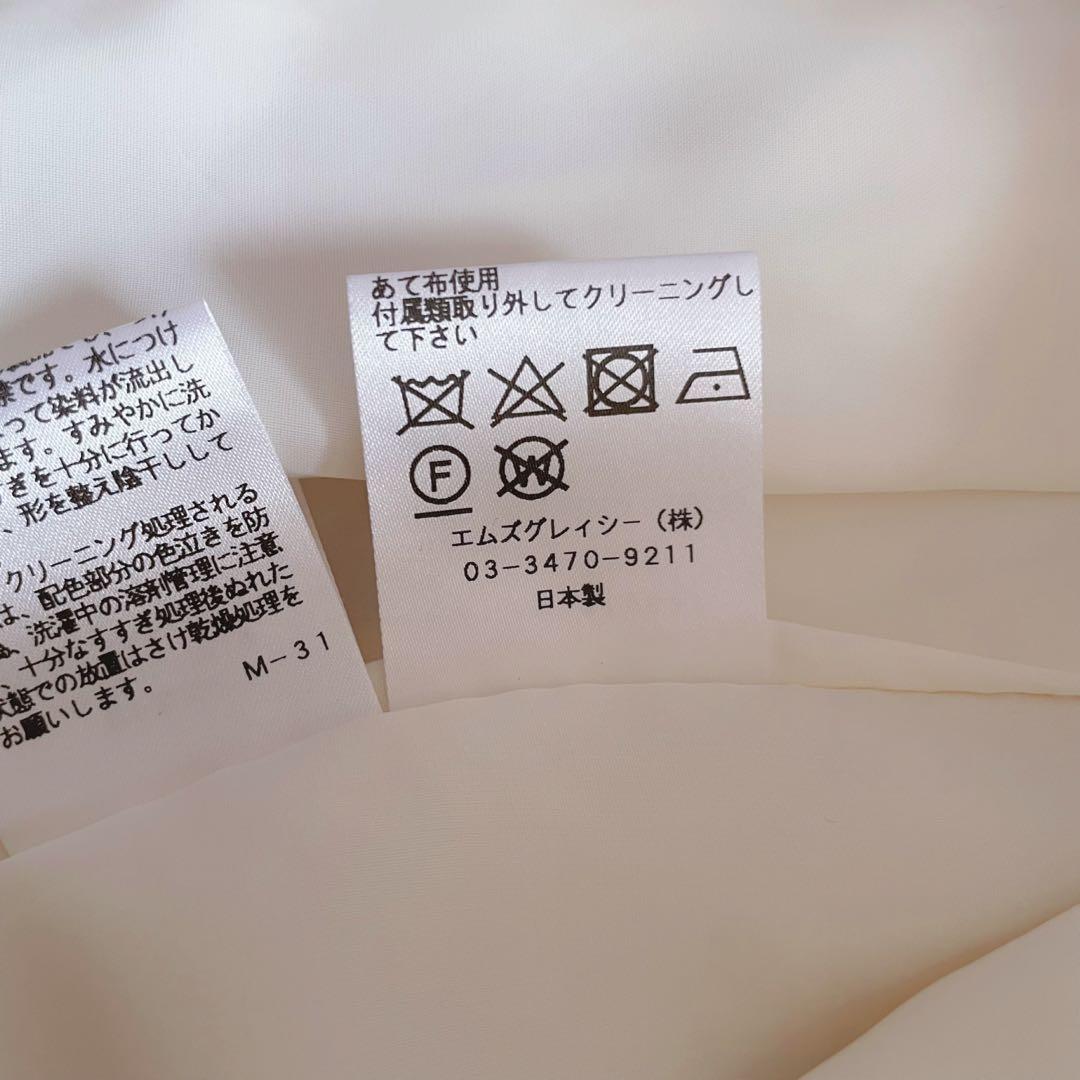 水につけ
って染料が流出し
ます。すみやかに洗
ぎを十分に行ってか
、形を整え陰干しして
クリーニング処理される
は、配色部分の色泣きを防
、洗濯中の溶剤管理に注意
、十分なすすぎ処理後ぬれた
状態での放置はさけ乾燥処理を
お願いします。
M-31
あて布使用
付属類取り外してクリーニングし
て下さい
F
W
エムズグレイシー(株)
03-3470-9211
日本製